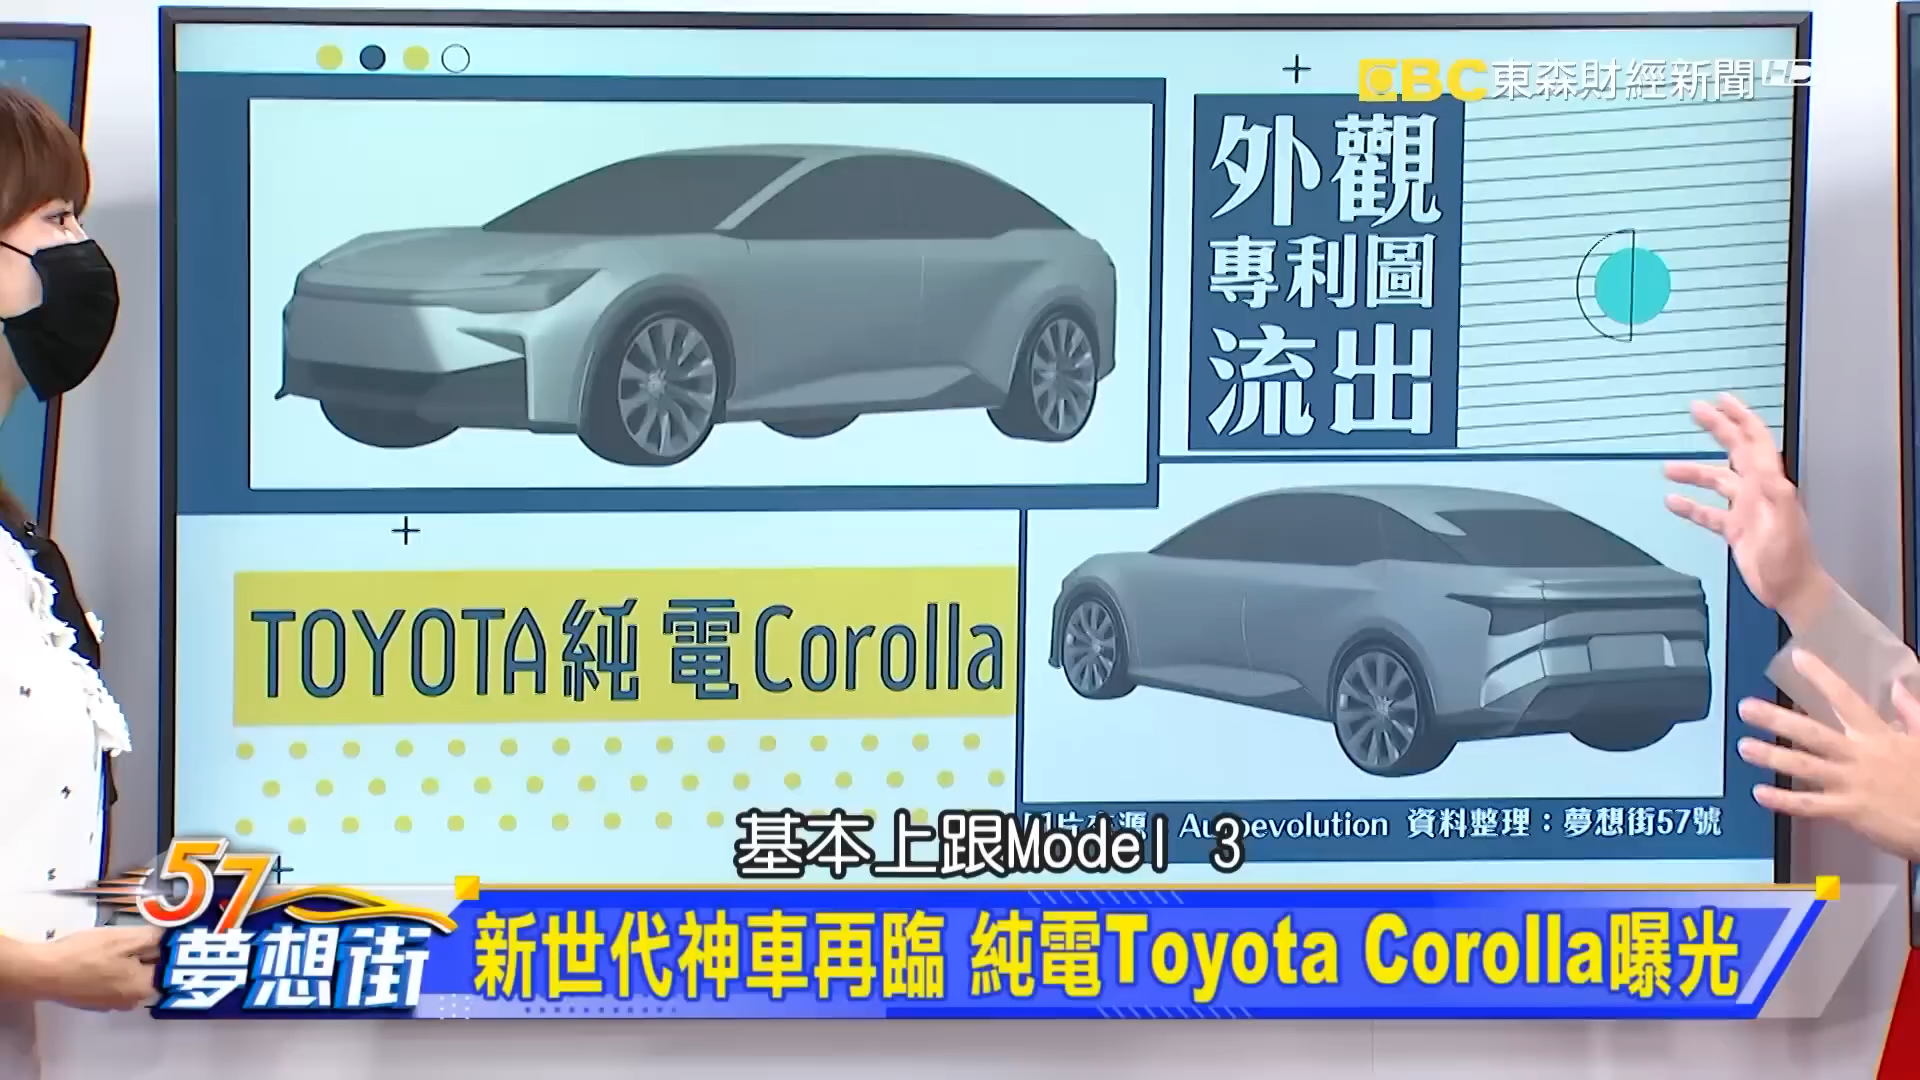 EBC東森財經新聞HD
外觀
專利圖
流出
TOYOTA純電Corolla
資料整理：夢想街57號
基本上跟Model 3
57
夢想街
新世代神車再臨 純電Toyota Corolla曝光